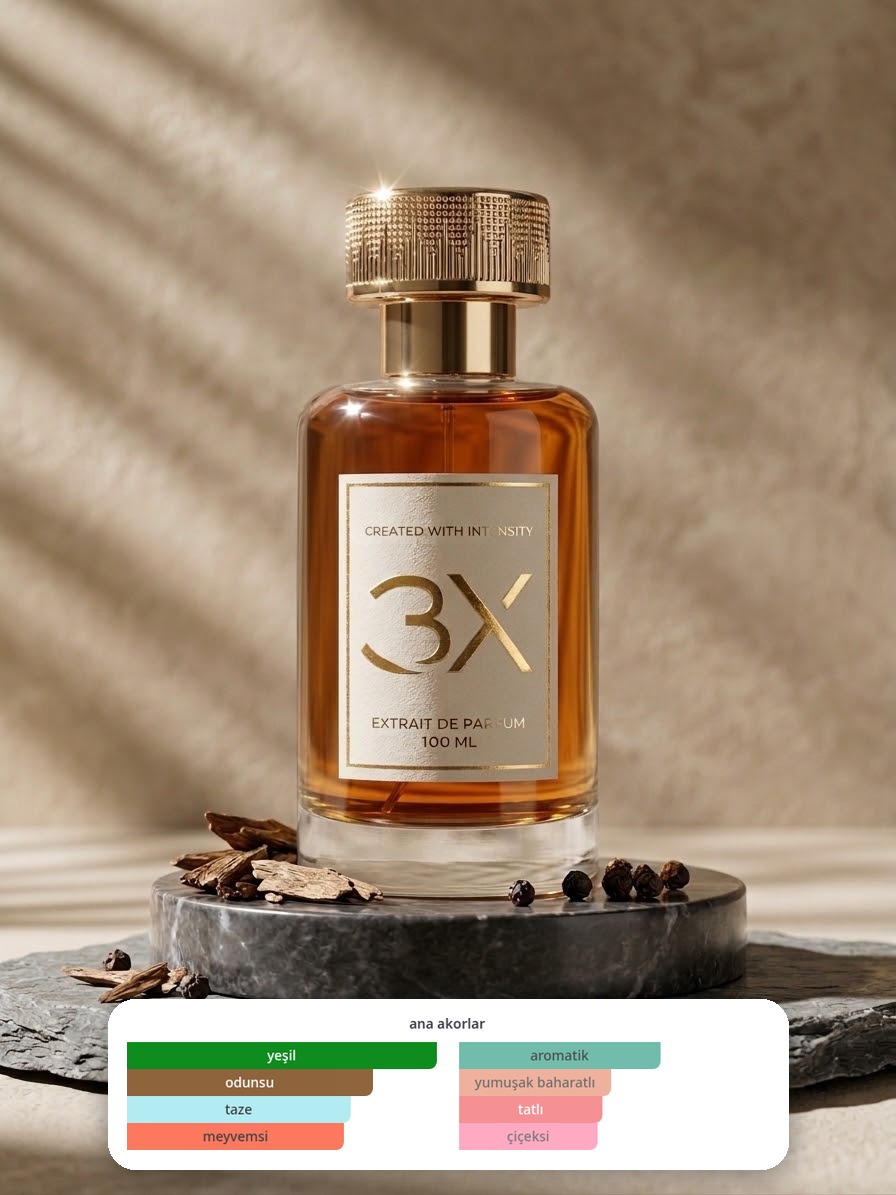 CREATED WITH INTENSITY
3X
EXTRAIT DE PARFUM
100 ML
ana akorlar
yeşil
odunsu
taze
meyvemsi
aromatik
yumuşak baharatlı
tatlı
çiçeksi